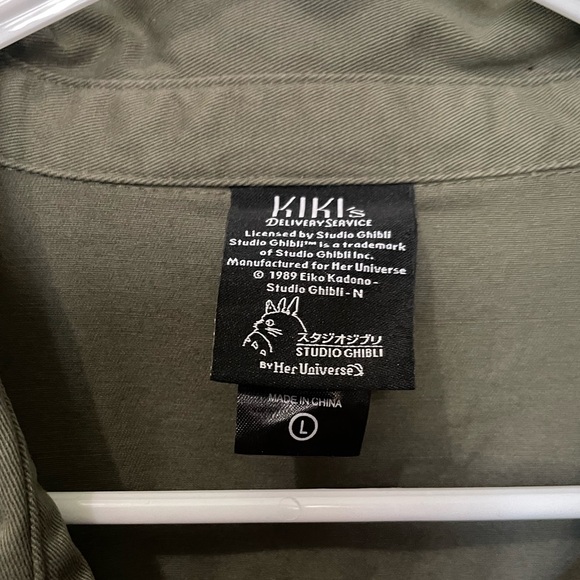 KIKI's
DELIVERY SERVICE
Licensed by Studio Ghibli
Studio Ghibli™ is a trademark
of Studio Ghibli Inc.
Manufactured for Her Universe
© 1989 Eiko Kadono -
Studio Ghibli - N
スタジオジブリ
STUDIO GHIBLI
BY Her Universe
MADE IN CHINA
L